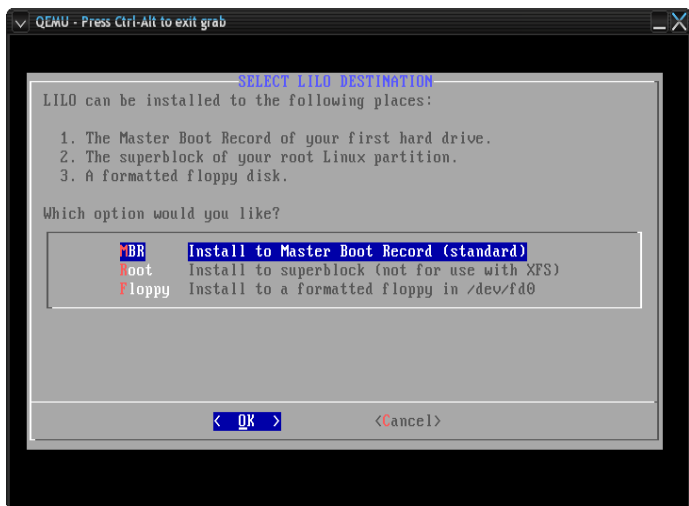 QEMU - Press Ctrl-Alt to exit grab
SELECT LILO DESTINATION
LILO can be installed to the following places:
1. The Master Boot Record of your first hard drive.
2. The superblock of your root Linux partition.
3. A formatted floppy disk.
Which option would you like?
MBR Install to Master Boot Record (standard)
Root Install to superblock (not for use with XFS)
Floppy Install to a formatted floppy in /dev/fd0
< OK > <Cancel>